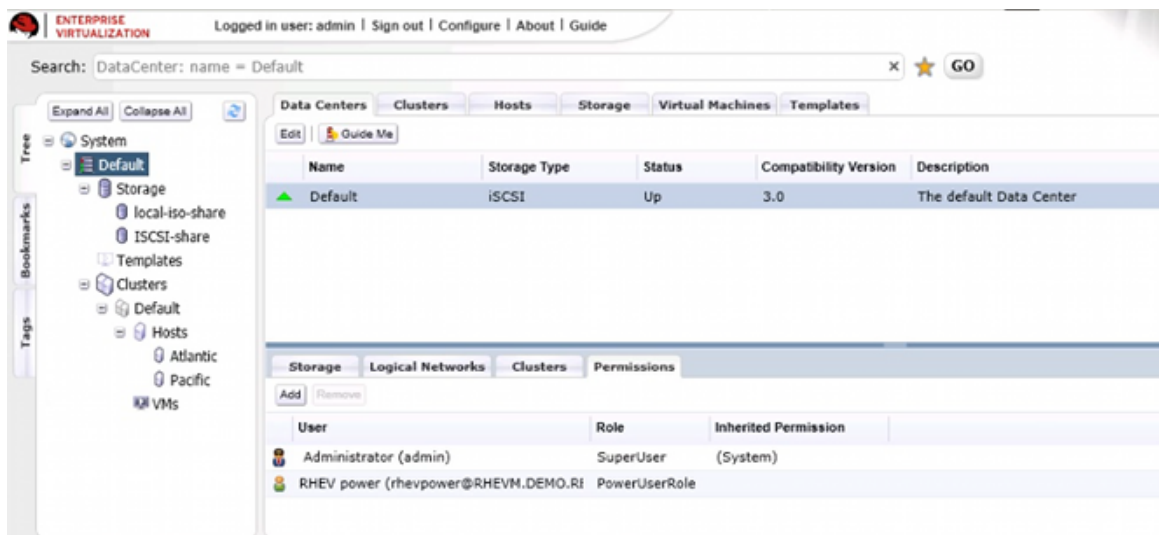 ENTERPRISE
VIRTUALIZATION
Logged in user: admin | Sign out | Configure | About | Guide
Search: DataCenter: name = Default x GO
Expand All Collapse All
Tree
Bookmarks
Tags
System
Default
Storage
local-iso-share
ISCSI-share
Templates
Clusters
Default
Hosts
Atlantic
Pacific
VMs
Data Centers Clusters Hosts Storage Virtual Machines Templates
Edit | Guide Me
Name Storage Type Status Compatibility Version Description
Default iSCSI Up 3.0 The default Data Center
Storage Logical Networks Clusters Permissions
Add Remove
User Role Inherited Permission
Administrator (admin) SuperUser (System)
RHEV power (rhevpower@RHEVM.DEMO.RE PowerUserRole